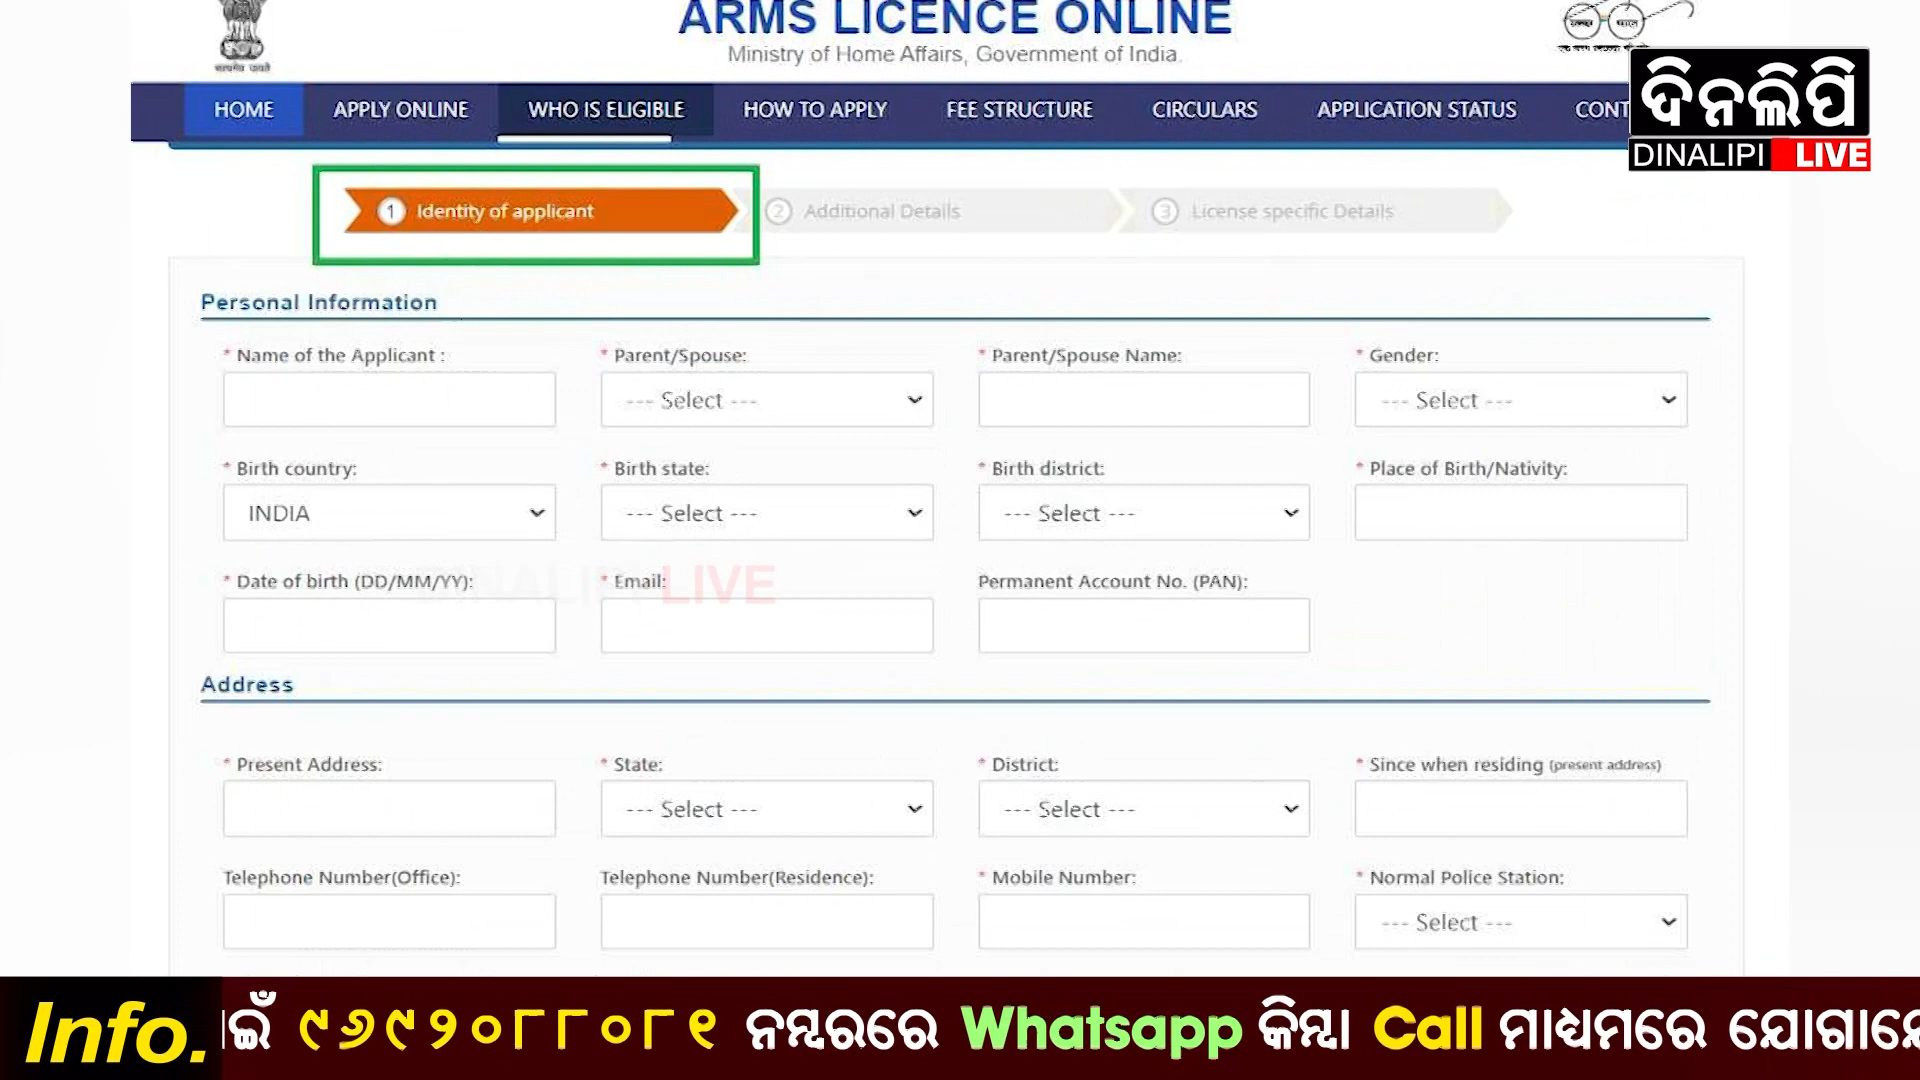 ARMS LICENCE ONLINE
Ministry of Home Affairs, Government of India.
HOME APPLY ONLINE WHO IS ELIGIBLE HOW TO APPLY FEE STRUCTURE CIRCULARS APPLICATION STATUS CONT
ଦିନଲିପି
DINALIPI LIVE
1 Identity of applicant 2 Additional Details 3 License specific Details
Personal Information
* Name of the Applicant : * Parent/Spouse: * Parent/Spouse Name: * Gender:
--- Select --- --- Select ---
* Birth country: * Birth state: * Birth district: * Place of Birth/Nativity:
INDIA --- Select --- --- Select ---
* Date of birth (DD/MM/YY): * Email: Permanent Account No. (PAN):
DINALIPI LIVE
Address
* Present Address: * State: * District: * Since when residing (present address)
--- Select --- --- Select ---
Telephone Number(Office): Telephone Number(Residence): * Mobile Number: * Normal Police Station:
--- Select ---
Info. ାଇଁ ୯୬୯୨୦୮୮୦୮୧ ନମ୍ବରରେ Whatsapp କିମ୍ବା Call ମାଧ୍ୟମରେ ଯୋଗାଯୋ